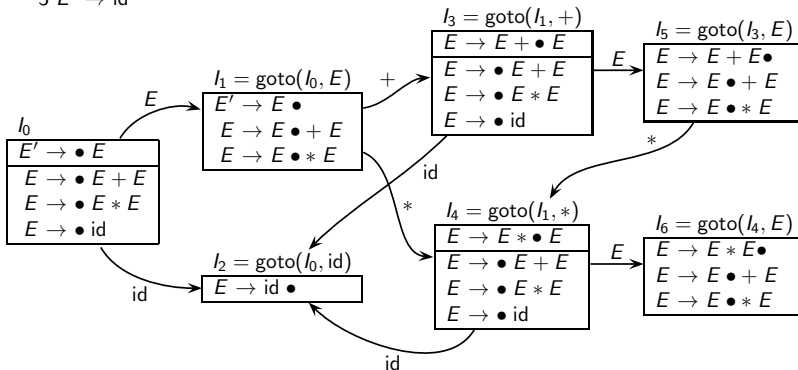 3 E → id
I₃ = goto(I₁, +)
E → E + ● E
E → ● E + E
E → ● E ∗ E
E → ● id
I₅ = goto(I₃, E)
E → E + E●
E → E ● + E
E → E ● ∗ E
I₁ = goto(I₀, E)
E′ → E ●
E → E ● + E
E → E ● ∗ E
I₀
E′ → ● E
E → ● E + E
E → ● E ∗ E
E → ● id
E
+
E
∗
id
∗
I₄ = goto(I₁, ∗)
E → E ∗ ● E
E → ● E + E
E → ● E ∗ E
E → ● id
E
I₆ = goto(I₄, E)
E → E ∗ E●
E → E ● + E
E → E ● ∗ E
I₂ = goto(I₀, id)
E → id ●
id
id